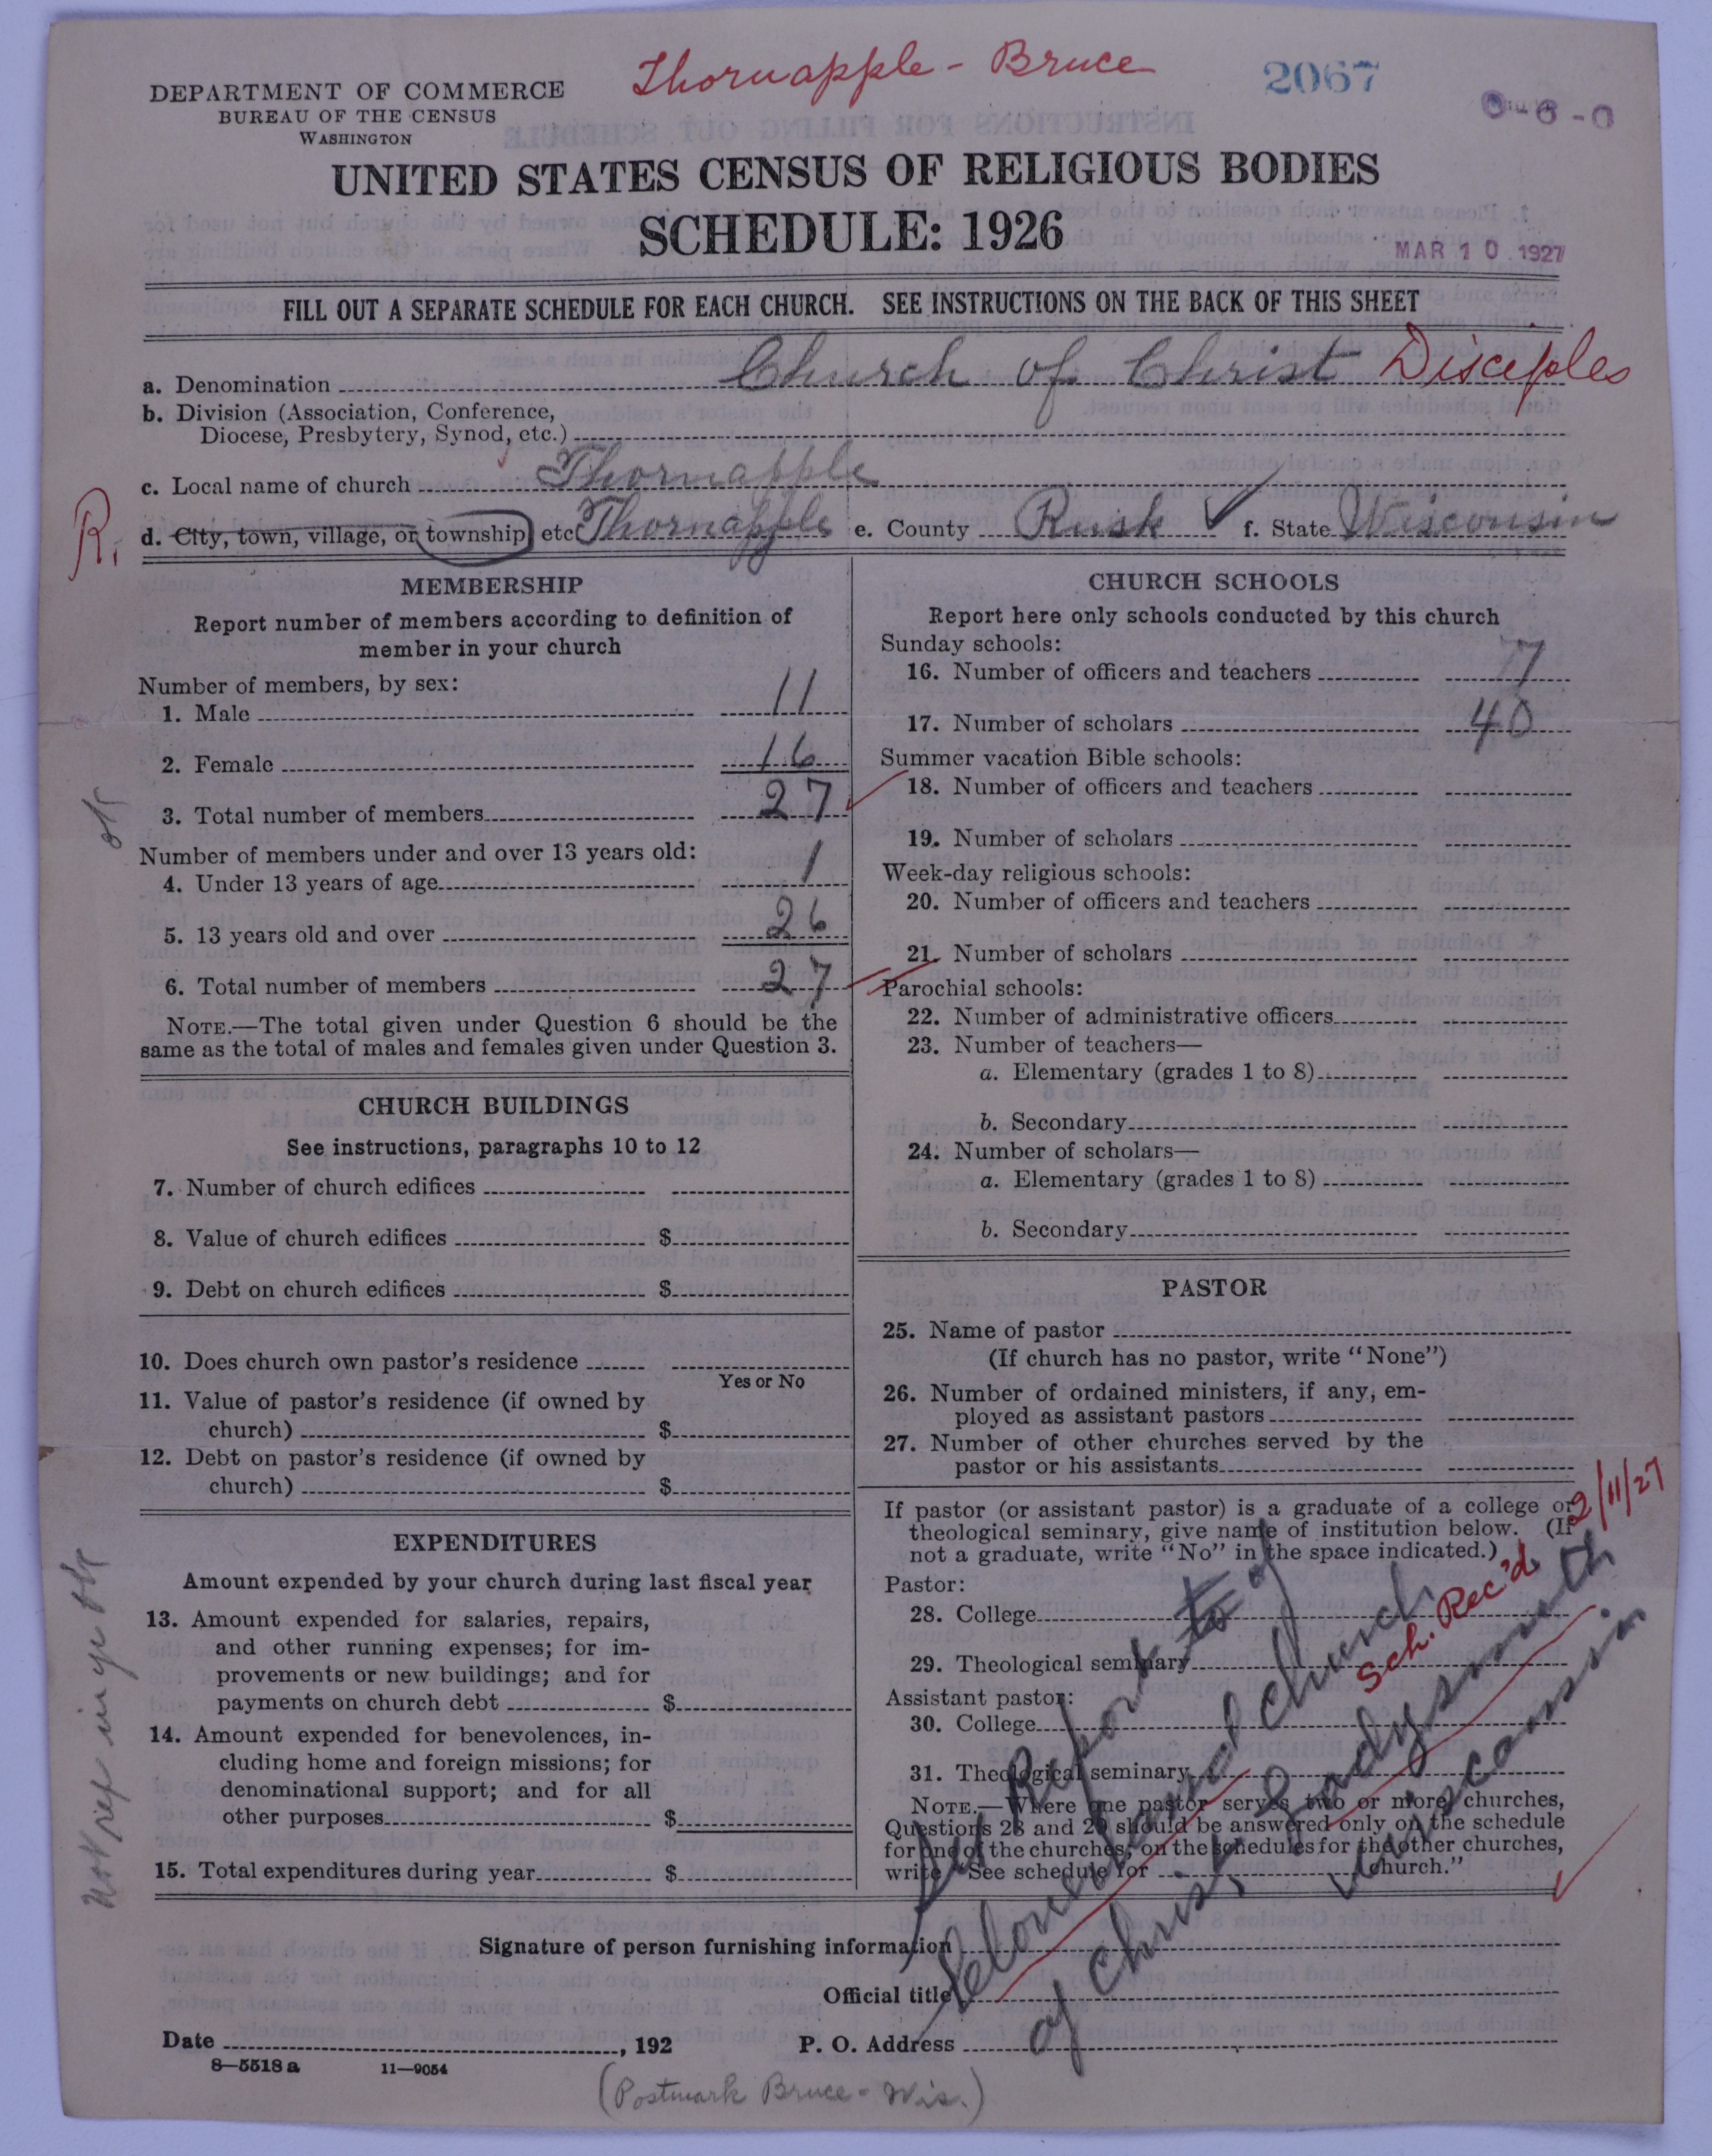 Thornapple - Bruce
2067
0-6-0
DEPARTMENT OF COMMERCE
BUREAU OF THE CENSUS
WASHINGTON
UNITED STATES CENSUS OF RELIGIOUS BODIES
SCHEDULE: 1926
MAR 10 1927
FILL OUT A SEPARATE SCHEDULE FOR EACH CHURCH. SEE INSTRUCTIONS ON THE BACK OF THIS SHEET
a. Denomination Church of Christ Disciples
b. Division (Association, Conference,
Diocese, Presbytery, Synod, etc.)
c. Local name of church Thornapple
R. d. City, town, village, or township, etc Thornapple e. County Rusk f. State Wisconsin
MEMBERSHIP
Report number of members according to definition of
member in your church
Number of members, by sex:
1. Male 11
2. Female 16
3. Total number of members 27
ok
Number of members under and over 13 years old:
4. Under 13 years of age 1
5. 13 years old and over 26
6. Total number of members 27
NOTE.—The total given under Question 6 should be the
same as the total of males and females given under Question 3.
CHURCH BUILDINGS
See instructions, paragraphs 10 to 12
7. Number of church edifices
8. Value of church edifices $
9. Debt on church edifices $
10. Does church own pastor's residence
Yes or No
11. Value of pastor's residence (if owned by
church) $
12. Debt on pastor's residence (if owned by
church) $
EXPENDITURES
Amount expended by your church during last fiscal year
13. Amount expended for salaries, repairs,
and other running expenses; for im-
provements or new buildings; and for
payments on church debt $
14. Amount expended for benevolences, in-
cluding home and foreign missions; for
denominational support; and for all
other purposes $
15. Total expenditures during year $
Not rep in yr bk
CHURCH SCHOOLS
Report here only schools conducted by this church
Sunday schools:
16. Number of officers and teachers 7
17. Number of scholars 40
Summer vacation Bible schools:
18. Number of officers and teachers
19. Number of scholars
Week-day religious schools:
20. Number of officers and teachers
21. Number of scholars
Parochial schools:
22. Number of administrative officers
23. Number of teachers—
a. Elementary (grades 1 to 8)
b. Secondary
24. Number of scholars—
a. Elementary (grades 1 to 8)
b. Secondary
PASTOR
25. Name of pastor
(If church has no pastor, write "None")
26. Number of ordained ministers, if any, em-
ployed as assistant pastors
27. Number of other churches served by the
pastor or his assistants
If pastor (or assistant pastor) is a graduate of a college or
theological seminary, give name of institution below. (If
not a graduate, write "No" in the space indicated.)
Pastor:
28. College
29. Theological seminary
Assistant pastor:
30. College
31. Theological seminary
NOTE.—Where one pastor serves two or more churches,
Questions 28 and 29 should be answered only on the schedule
for one of the churches; on the schedules for the other churches,
write "See schedule for church."
Report to of
church
of Christ, Ladysmith
Wisconsin
Sch. Rec'd
2/11/27
Signature of person furnishing information
Official title
Date , 192 P. O. Address
8—5518 a 11—9054
(Postmark Bruce - Wis.)